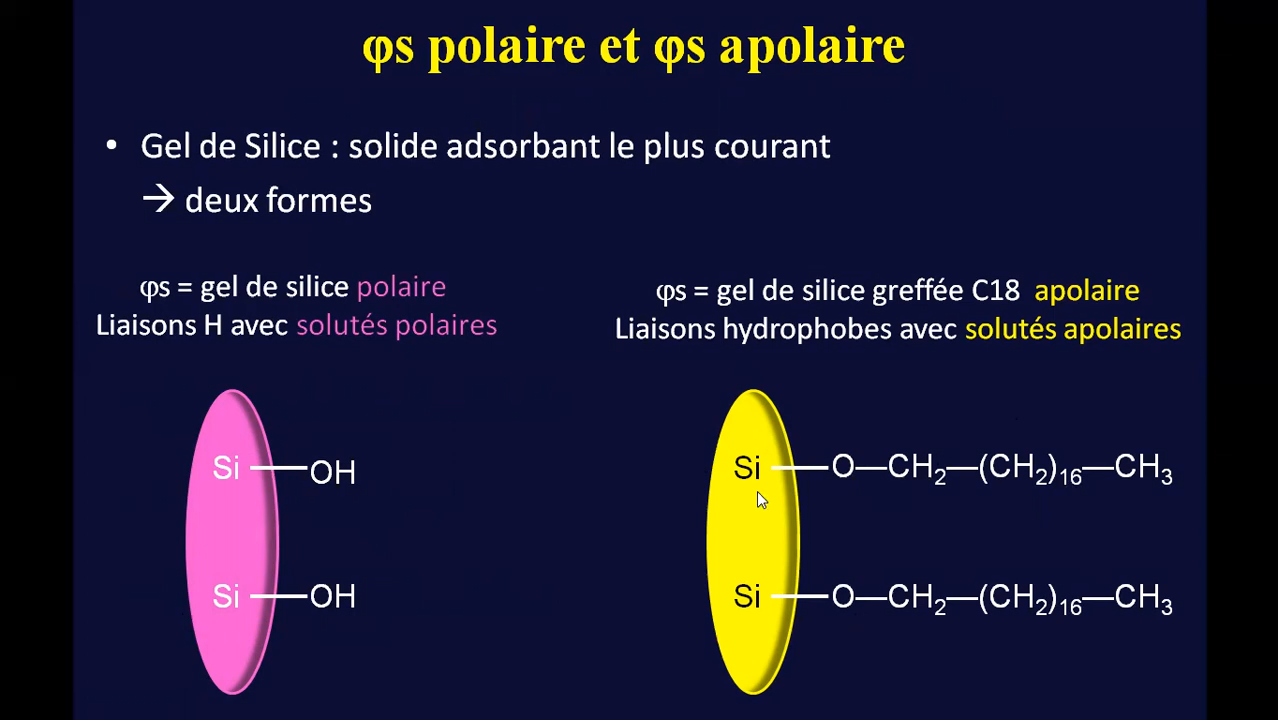 φs polaire et φs apolaire
• Gel de Silice : solide adsorbant le plus courant
→ deux formes
φs = gel de silice polaire
Liaisons H avec solutés polaires
φs = gel de silice greffée C18 apolaire
Liaisons hydrophobes avec solutés apolaires
Si—OH
Si—OH
Si—O—CH₂—(CH₂)₁₆—CH₃
Si—O—CH₂—(CH₂)₁₆—CH₃